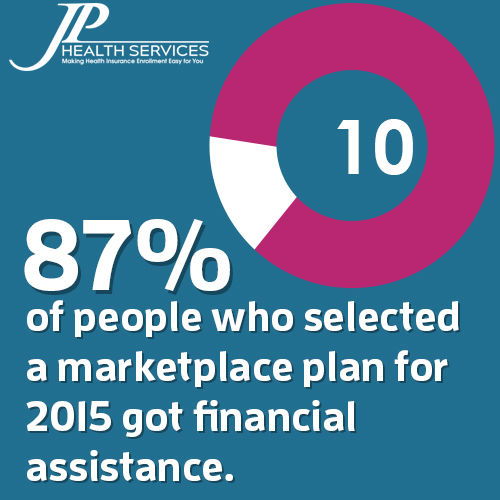 JP
HEALTH SERVICES
Making Health Insurance Enrollment Easy for You
10
87%
of people who selected
a marketplace plan for
2015 got financial
assistance.